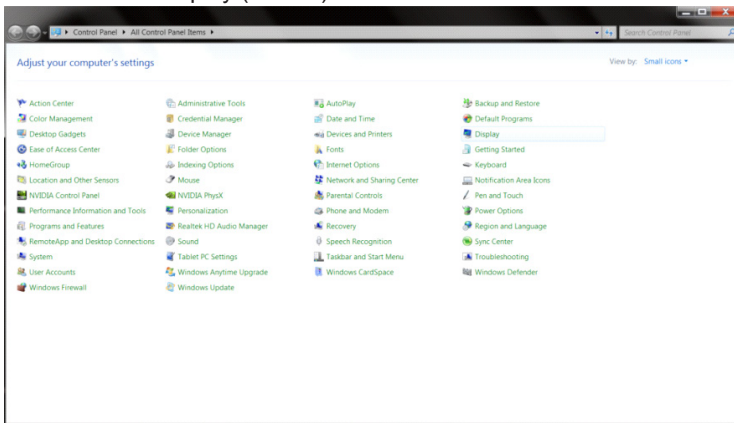 Control Panel All Control Panel Items Search Control Panel
Adjust your computer's settings View by: Small icons
Action Center Administrative Tools AutoPlay Backup and Restore
Color Management Credential Manager Date and Time Default Programs
Desktop Gadgets Device Manager Devices and Printers Display
Ease of Access Center Folder Options Fonts Getting Started
HomeGroup Indexing Options Internet Options Keyboard
Location and Other Sensors Mouse Network and Sharing Center Notification Area Icons
NVIDIA Control Panel NVIDIA PhysX Parental Controls Pen and Touch
Performance Information and Tools Personalization Phone and Modem Power Options
Programs and Features Realtek HD Audio Manager Recovery Region and Language
RemoteApp and Desktop Connections Sound Speech Recognition Sync Center
System Tablet PC Settings Taskbar and Start Menu Troubleshooting
User Accounts Windows Anytime Upgrade Windows CardSpace Windows Defender
Windows Firewall Windows Update